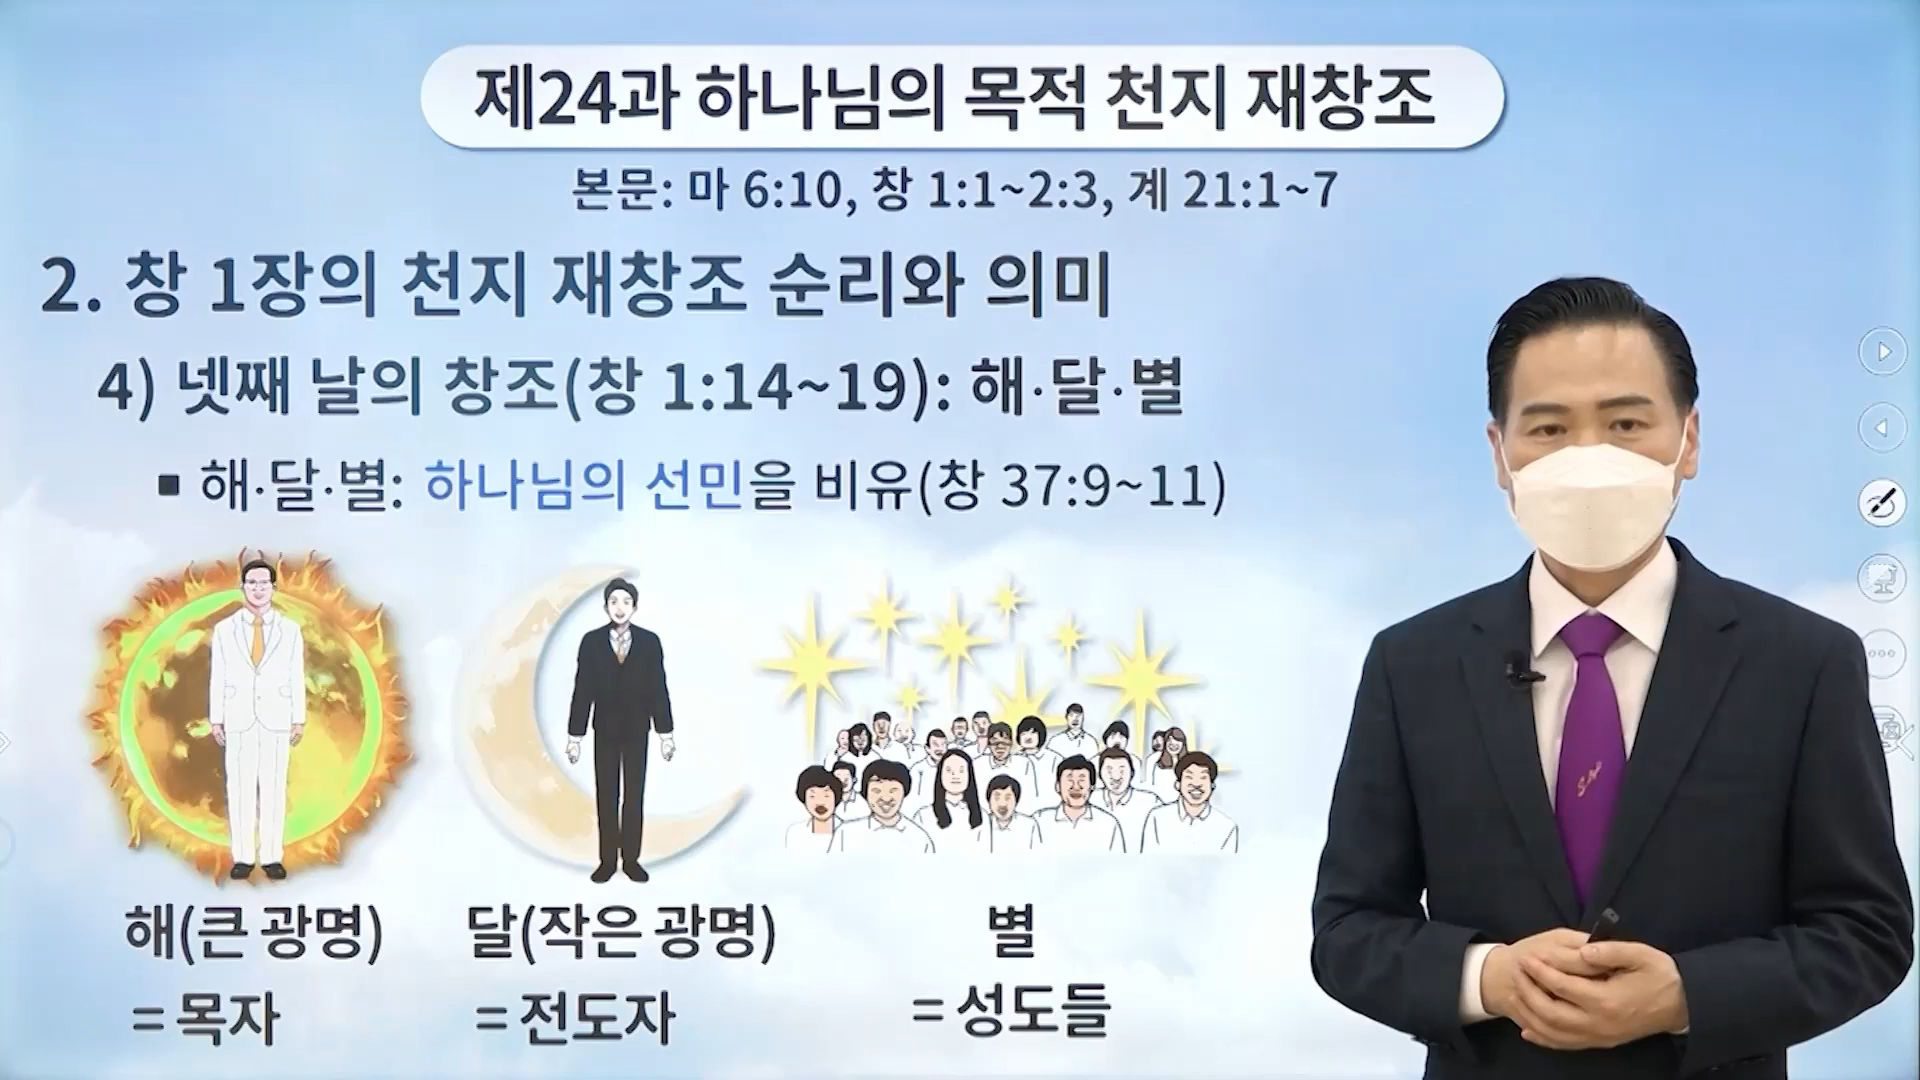 제24과 하나님의 목적 천지 재창조
본문: 마 6:10, 창 1:1~2:3, 계 21:1~7
2. 창 1장의 천지 재창조 순리와 의미
4) 넷째 날의 창조(창 1:14~19): 해·달·별
▪ 해·달·별: 하나님의 선민을 비유(창 37:9~11)
해(큰 광명)
= 목자
달(작은 광명)
= 전도자
별
= 성도들